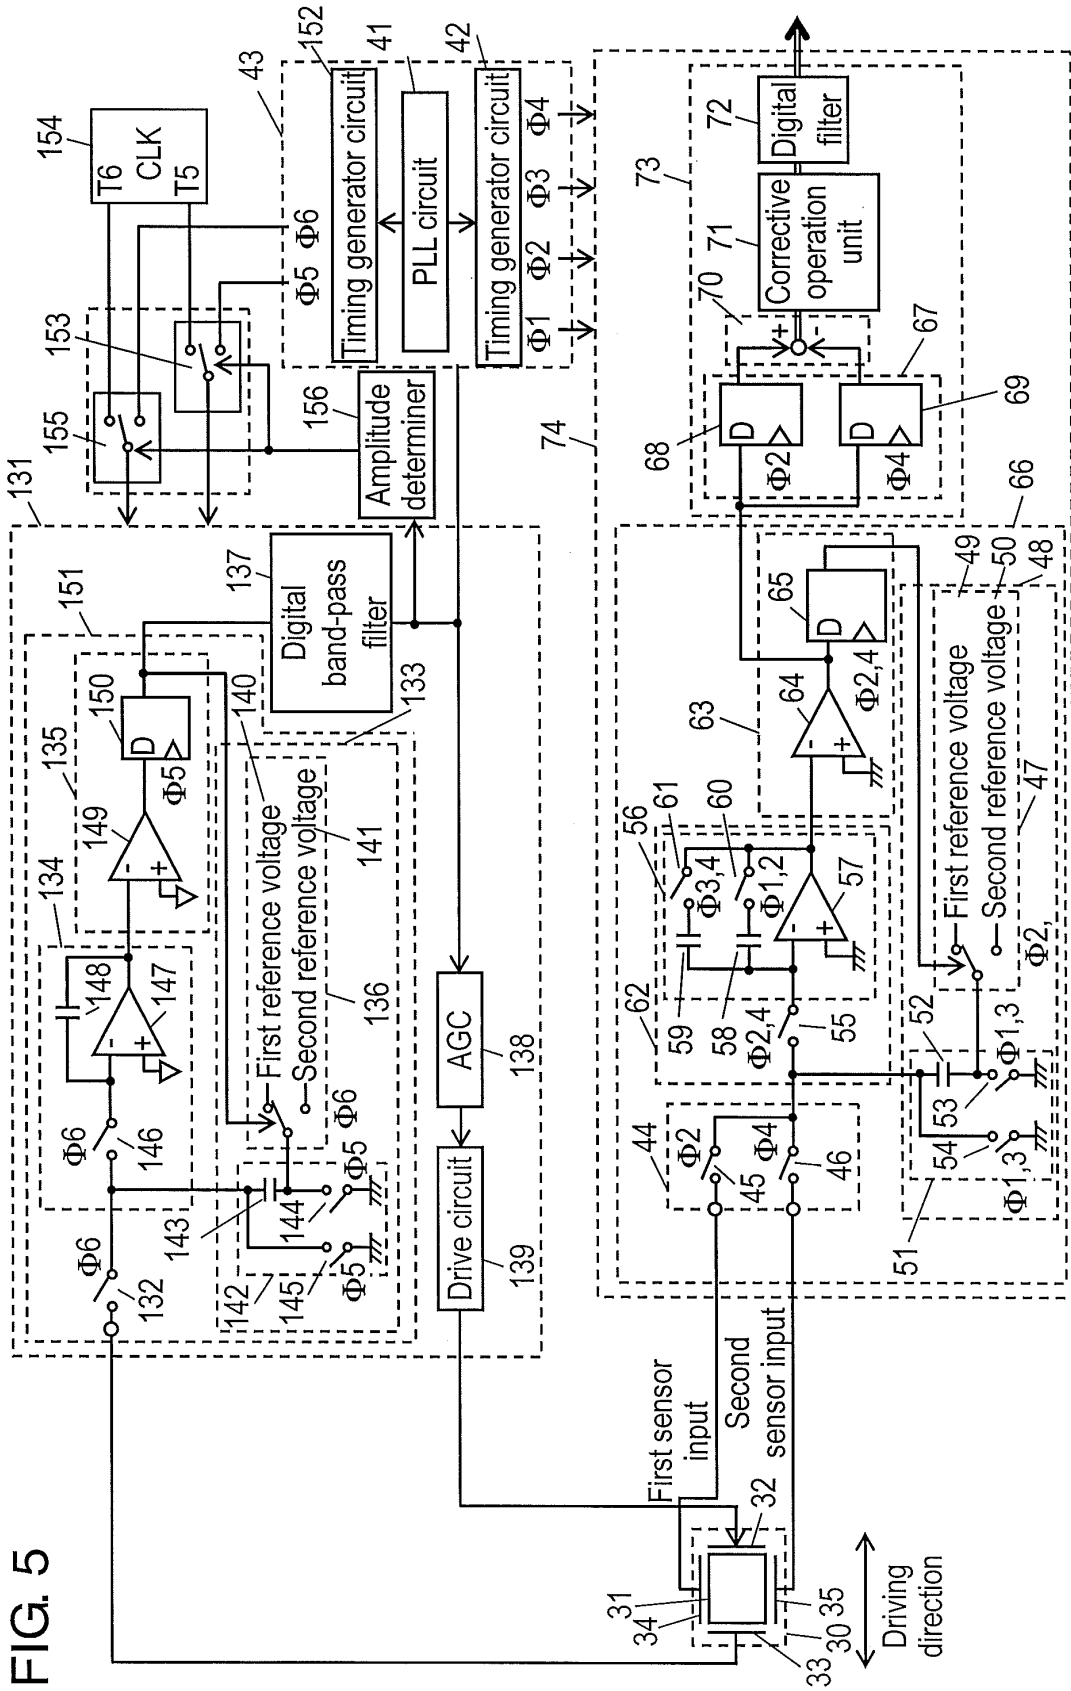 FIG. 5
131
155
153
154
T6
CLK
T5
Φ5
Φ6
43
152
Timing generator circuit
41
PLL circuit
42
Timing generator circuit
Φ1
Φ2
Φ3
Φ4
156
Amplitude
determiner
151
135
150
D
Φ5
149
-
+
134
148
147
-
+
Φ6
146
Φ6
132
137
Digital
band-pass
filter
133
140
First reference voltage
Second reference voltage
141
136
Φ6
Φ5
143
144
142
145
Φ5
AGC
138
Drive circuit
139
74
73
72
Digital
filter
71
Corrective
operation
unit
70
+
-
67
68
D
Φ2
69
D
Φ4
66
63
65
D
Φ2,4
64
-
+
56
61
Φ3,4
60
Φ1,2
57
-
+
62
59
58
Φ2,4
55
44
Φ2
45
Φ4
46
49
50
48
First reference voltage
Second reference voltage
47
Φ2,
52
Φ1,3
53
54
Φ1,3
51
First sensor
input
Second
sensor input
31
34
32
35
30
33
Driving
direction